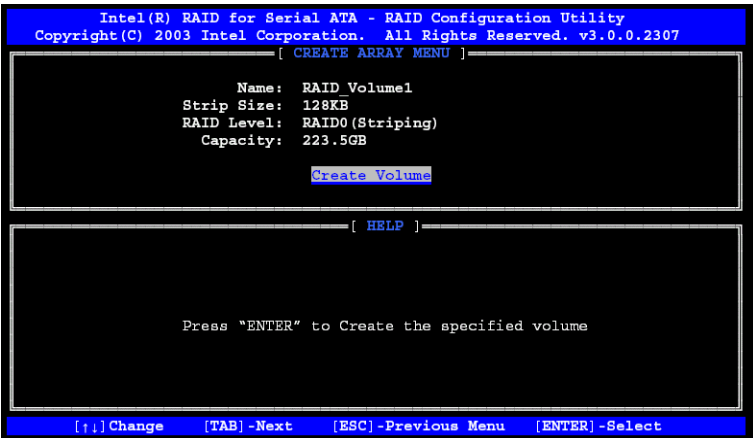 Intel(R) RAID for Serial ATA - RAID Configuration Utility
Copyright(C) 2003 Intel Corporation. All Rights Reserved. v3.0.0.2307
[ CREATE ARRAY MENU ]
Name: RAID_Volume1
Strip Size: 128KB
RAID Level: RAID0(Striping)
Capacity: 223.5GB
Create Volume
[ HELP ]
Press “ENTER” to Create the specified volume
[↑↓]Change [TAB]-Next [ESC]-Previous Menu [ENTER]-Select